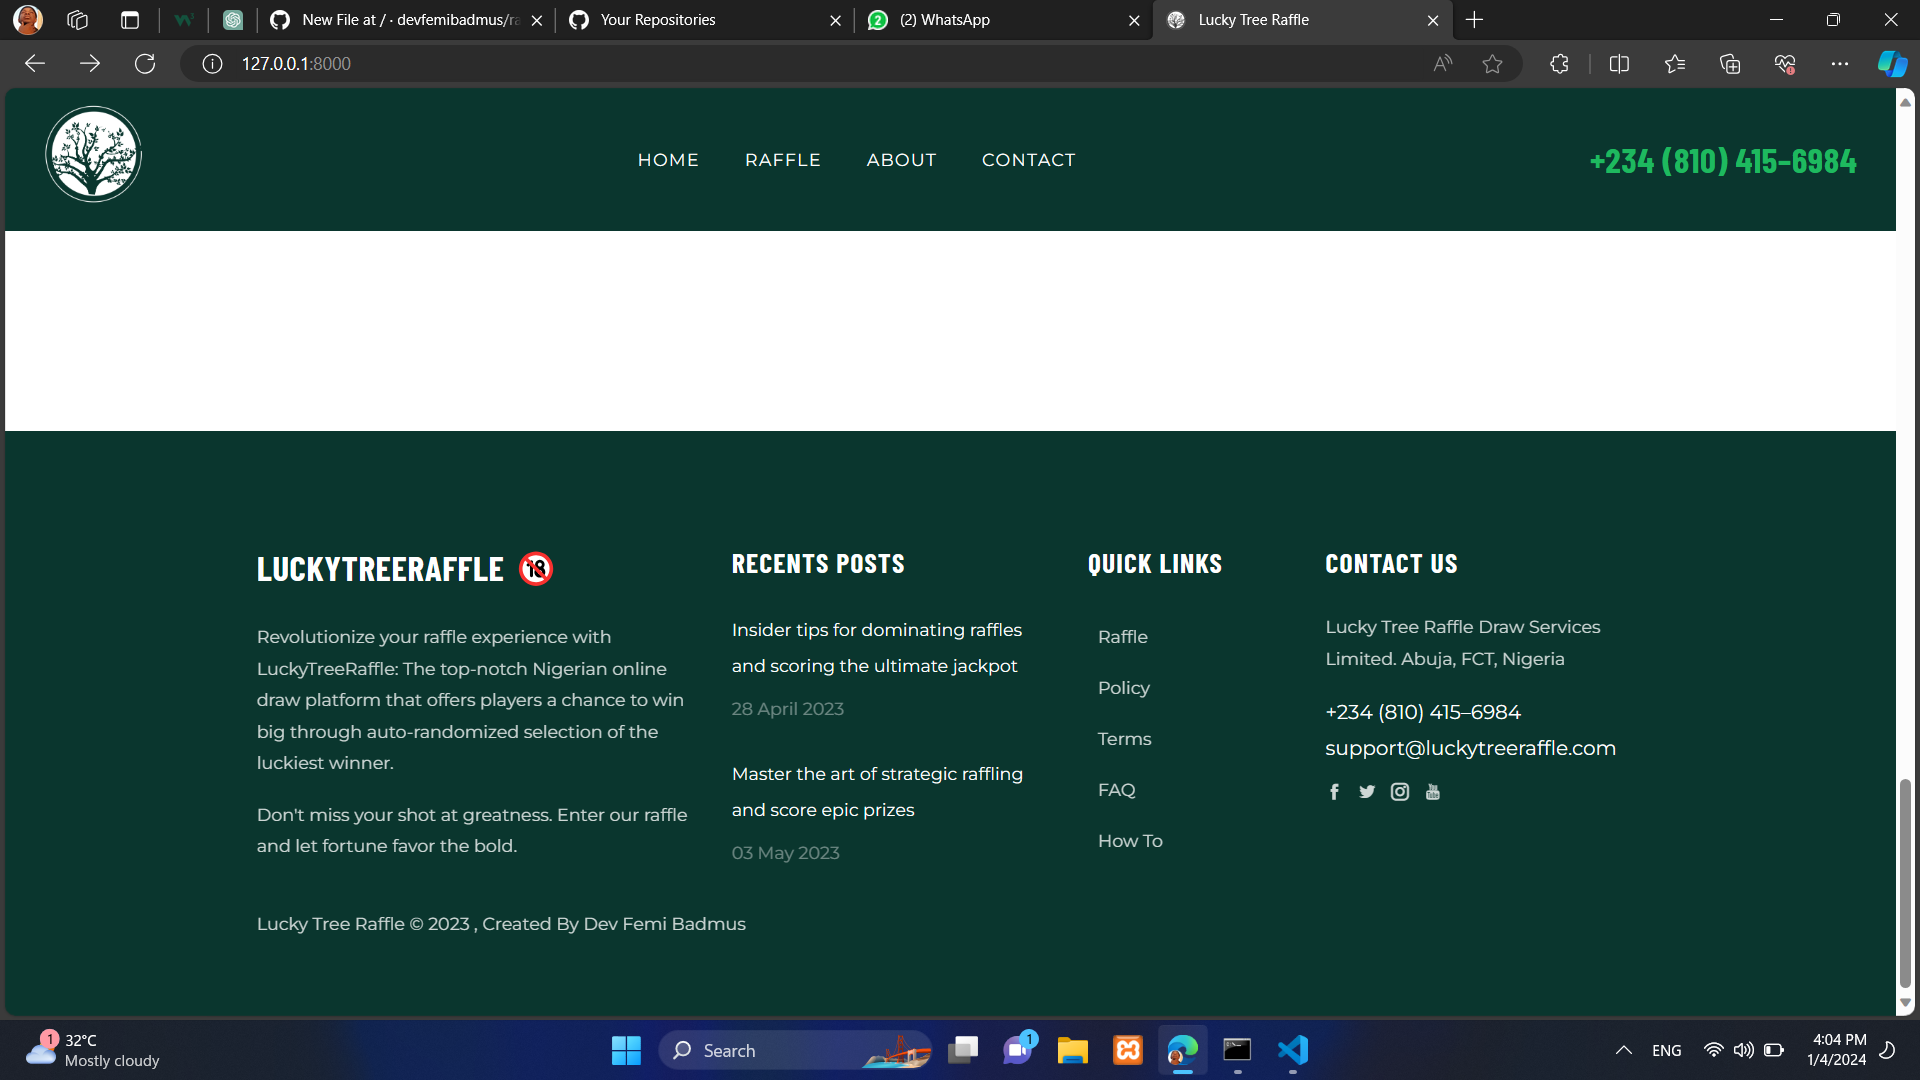 New File at / · devfemibadmus/ra
Your Repositories
(2) WhatsApp
Lucky Tree Raffle
127.0.0.1:8000
HOME
RAFFLE
ABOUT
CONTACT
+234 (810) 415-6984
LUCKYTREERAFFLE 🔞
Revolutionize your raffle experience with
LuckyTreeRaffle: The top-notch Nigerian online
draw platform that offers players a chance to win
big through auto-randomized selection of the
luckiest winner.
Don't miss your shot at greatness. Enter our raffle
and let fortune favor the bold.
RECENTS POSTS
Insider tips for dominating raffles
and scoring the ultimate jackpot
28 April 2023
Master the art of strategic raffling
and score epic prizes
03 May 2023
QUICK LINKS
Raffle
Policy
Terms
FAQ
How To
CONTACT US
Lucky Tree Raffle Draw Services
Limited. Abuja, FCT, Nigeria
+234 (810) 415–6984
support@luckytreeraffle.com
Lucky Tree Raffle © 2023 , Created By Dev Femi Badmus
1
32°C
Mostly cloudy
Search
1
ENG
4:04 PM
1/4/2024